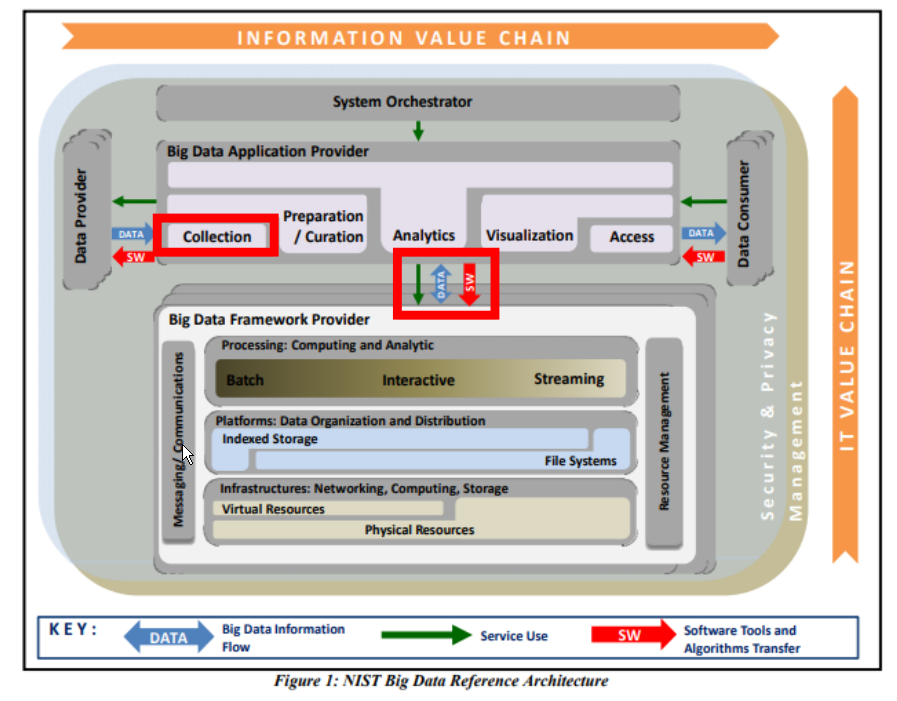 INFORMATION VALUE CHAIN
System Orchestrator
Big Data Application Provider
Data Provider
DATA
SW
Collection
Preparation
/ Curation
Analytics
Visualization
Access
DATA
SW
Data Consumer
DATA
SW
Big Data Framework Provider
Messaging/ Communications
Processing: Computing and Analytic
Batch
Interactive
Streaming
Platforms: Data Organization and Distribution
Indexed Storage
File Systems
Infrastructures: Networking, Computing, Storage
Virtual Resources
Physical Resources
Resource Management
Security & Privacy
Management
IT VALUE CHAIN
KEY:
DATA
Big Data Information
Flow
Service Use
SW
Software Tools and
Algorithms Transfer
Figure 1: NIST Big Data Reference Architecture